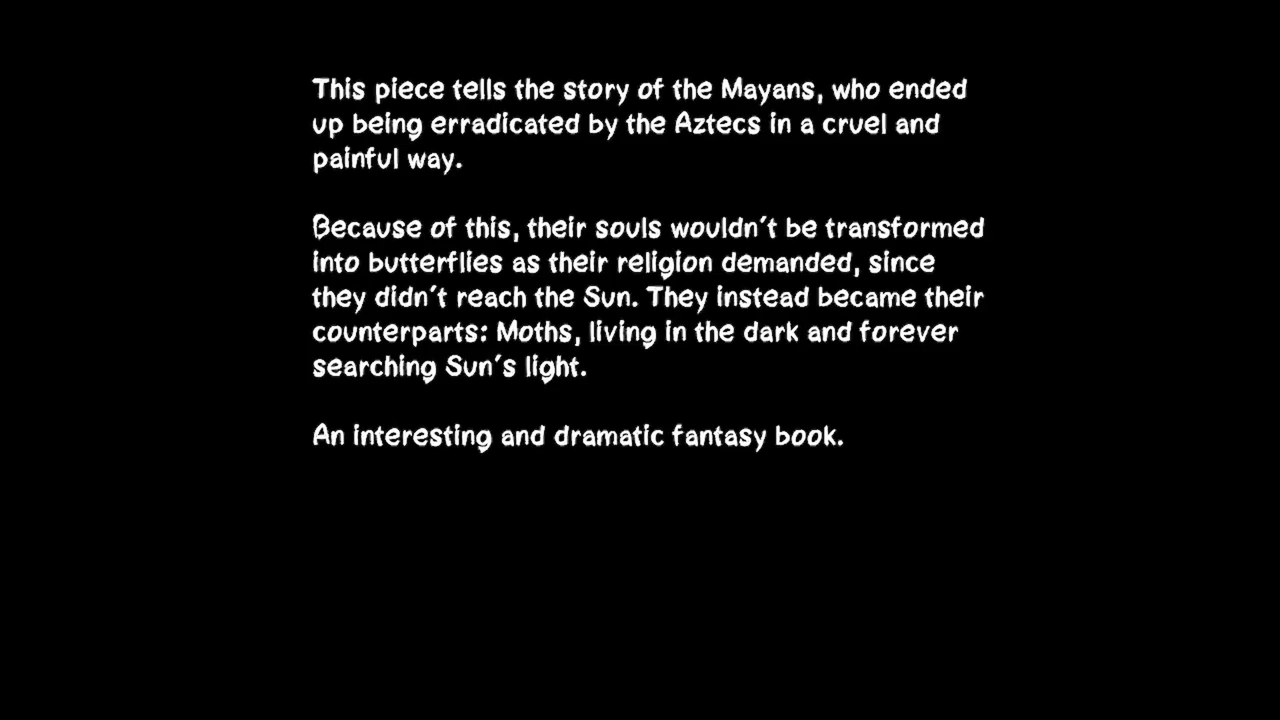 This piece tells the story of the Mayans, who ended
up being erradicated by the Aztecs in a cruel and
painful way.
Because of this, their souls wouldn't be transformed
into butterflies as their religion demanded, since
they didn't reach the Sun. They instead became their
counterparts: Moths, living in the dark and forever
searching Sun's light.
An interesting and dramatic fantasy book.